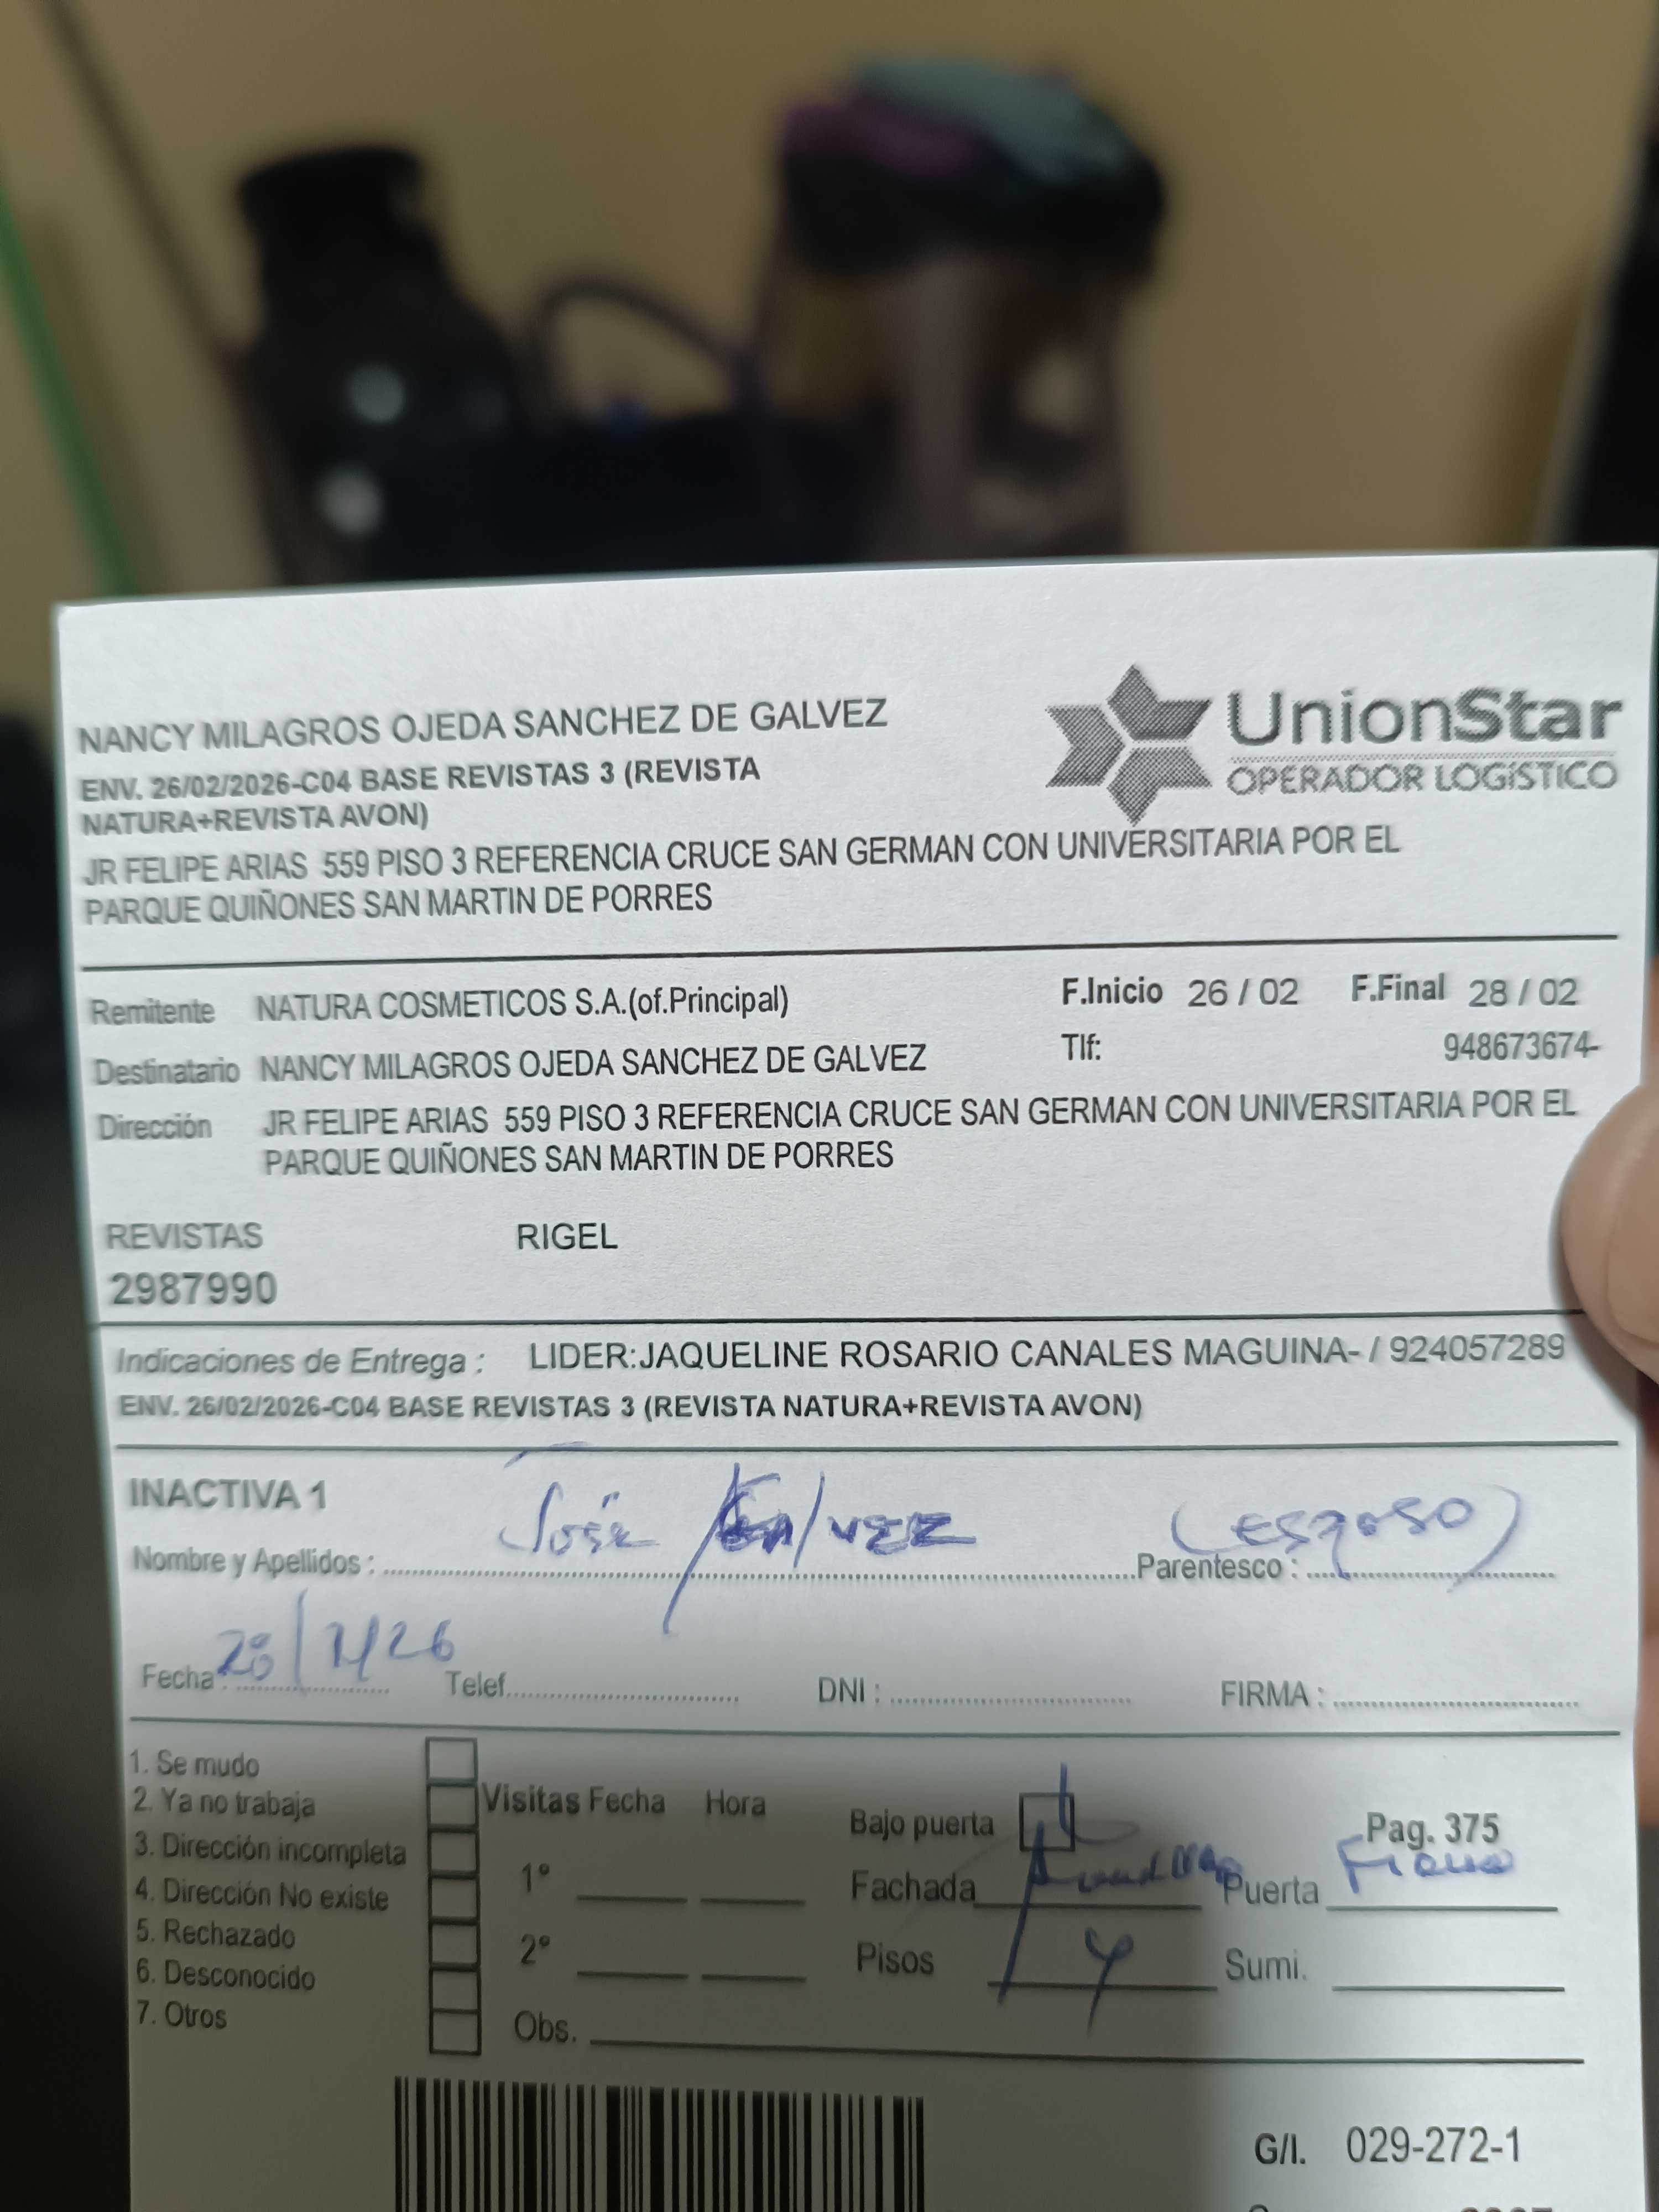 NANCY MILAGROS OJEDA SANCHEZ DE GALVEZ
ENV. 26/02/2026-C04 BASE REVISTAS 3 (REVISTA
NATURA+REVISTA AVON)
UnionStar
OPERADOR LOGÍSTICO
JR FELIPE ARIAS 559 PISO 3 REFERENCIA CRUCE SAN GERMAN CON UNIVERSITARIA POR EL
PARQUE QUIÑONES SAN MARTIN DE PORRES
Remitente NATURA COSMETICOS S.A.(of.Principal) F.Inicio 26 / 02 F.Final 28 / 02
Destinatario NANCY MILAGROS OJEDA SANCHEZ DE GALVEZ Tlf: 948673674-
Dirección JR FELIPE ARIAS 559 PISO 3 REFERENCIA CRUCE SAN GERMAN CON UNIVERSITARIA POR EL
PARQUE QUIÑONES SAN MARTIN DE PORRES
REVISTAS RIGEL
2987990
Indicaciones de Entrega : LIDER:JAQUELINE ROSARIO CANALES MAGUINA- / 924057289
ENV. 26/02/2026-C04 BASE REVISTAS 3 (REVISTA NATURA+REVISTA AVON)
INACTIVA 1
Nombre y Apellidos : José Galvez Parentesco : (esposo)
Fecha : Telef. DNI : FIRMA :
1. Se mudo
2. Ya no trabaja Visitas Fecha Hora Bajo puerta Pag. 375
3. Dirección incompleta
4. Dirección No existe 1° Fachada Puerta
5. Rechazado
6. Desconocido 2° Pisos 4 Sumi.
7. Otros Obs.
G/I. 029-272-1